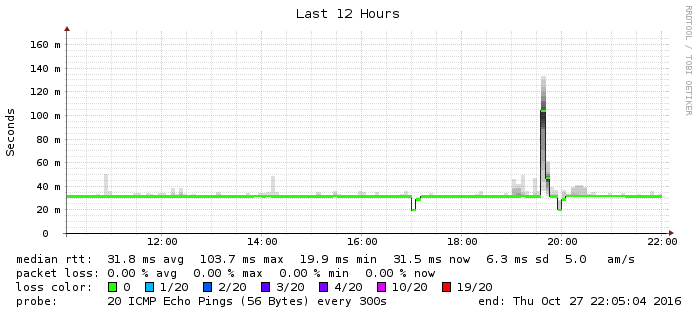 Last 12 Hours
RRDTOOL / TOBI OETIKER
Seconds
160 m
140 m
120 m
100 m
80 m
60 m
40 m
20 m
0
12:00 14:00 16:00 18:00 20:00 22:00
median rtt: 31.8 ms avg 103.7 ms max 19.9 ms min 31.5 ms now 6.3 ms sd 5.0 am/s
packet loss: 0.00 % avg 0.00 % max 0.00 % min 0.00 % now
loss color: 0 1/20 2/20 3/20 4/20 10/20 19/20
probe: 20 ICMP Echo Pings (56 Bytes) every 300s end: Thu Oct 27 22:05:04 2016